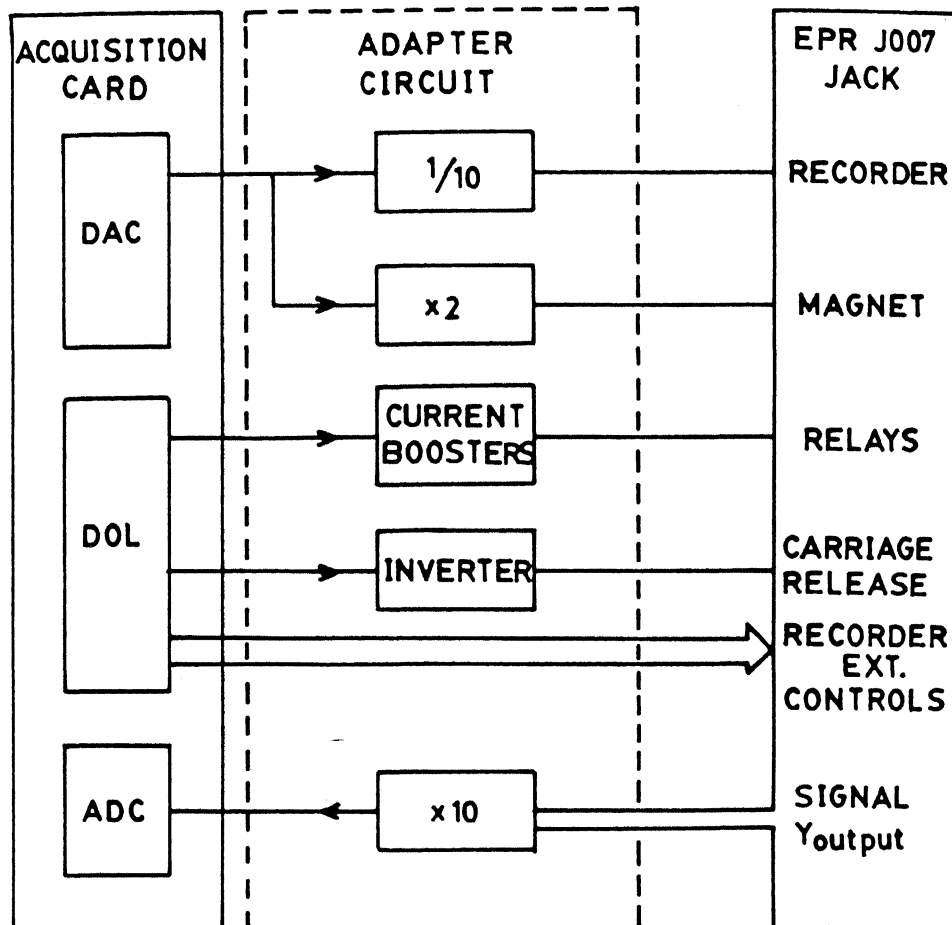 ACQUISITION
CARD
ADAPTER
CIRCUIT
EPR J007
JACK
DAC
1/10
RECORDER
x2
MAGNET
DOL
CURRENT
BOOSTERS
RELAYS
INVERTER
CARRIAGE
RELEASE
RECORDER
EXT.
CONTROLS
ADC
x10
SIGNAL
Youtput